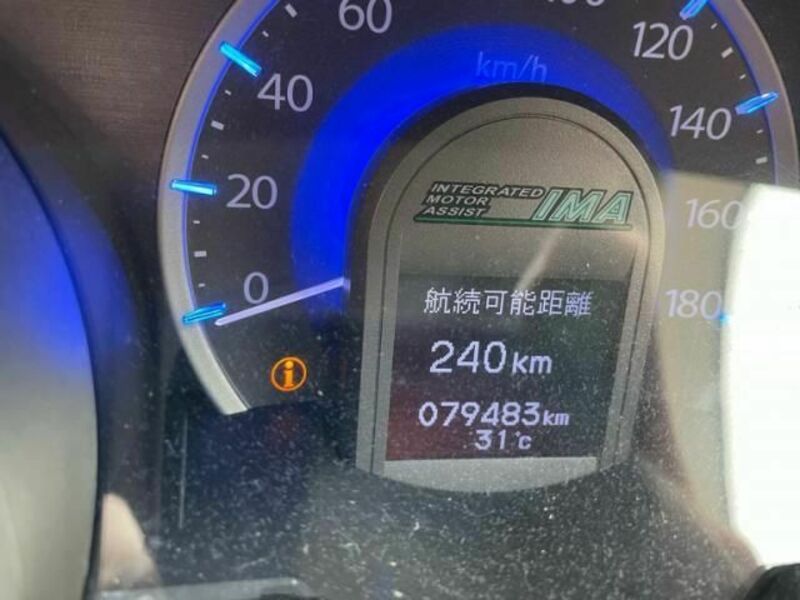 60
100
120
40
km/h
140
20
INTEGRATED
MOTOR
ASSIST
IMA
160
0
180
航続可能距離
240km
i
079483km
31℃